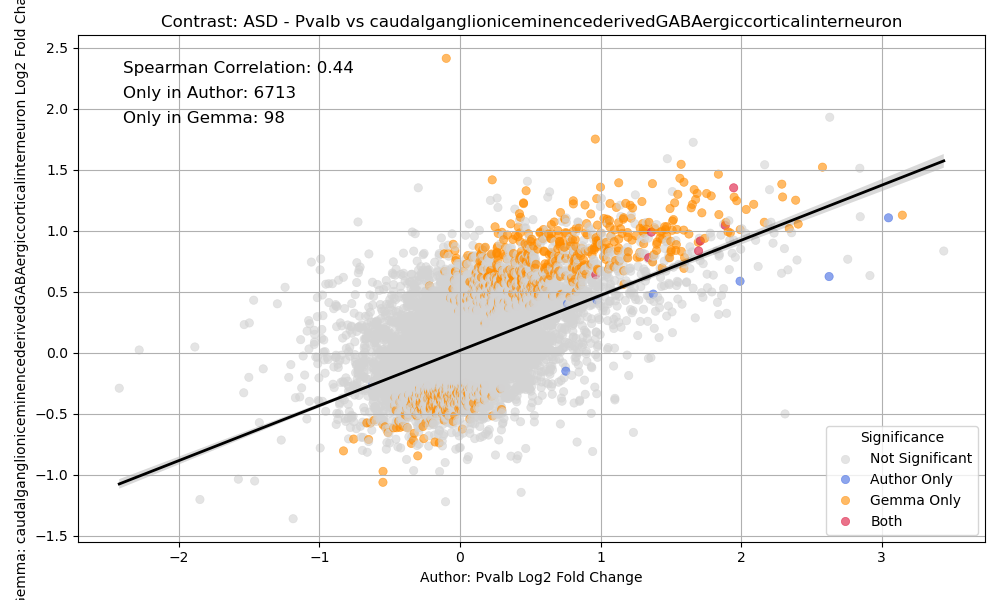 Contrast: ASD - Pvalb vs caudalganglioniceminencederivedGABAergiccorticalinterneuron
Spearman Correlation: 0.44
Only in Author: 6713
Only in Gemma: 98
2.5
2.0
1.5
1.0
0.5
0.0
−0.5
−1.0
−1.5
Gemma: caudalganglioniceminencederivedGABAergiccorticalinterneuron Log2 Fold Cha
Significance
Not Significant
Author Only
Gemma Only
Both
−2
−1
0
1
2
3
Author: Pvalb Log2 Fold Change